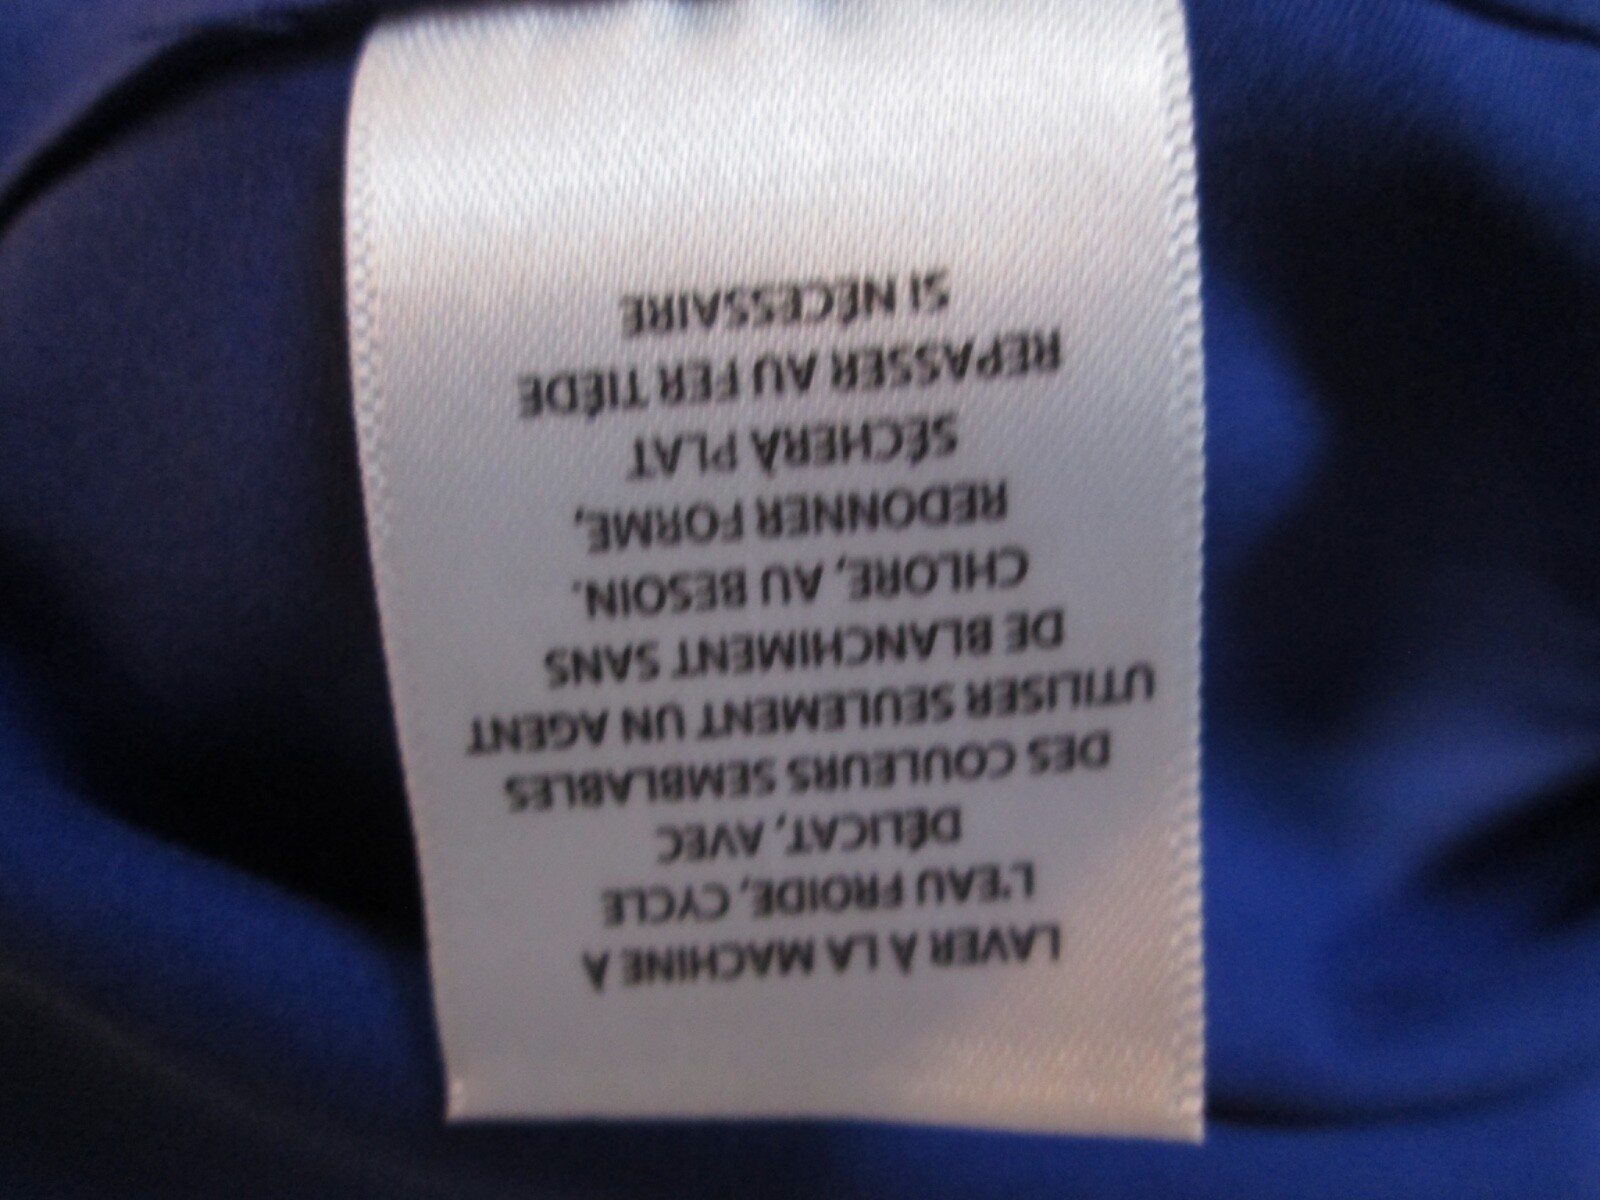 LAVER À LA MACHINE À
L'EAU FROIDE, CYCLE
DÉLICAT, AVEC
DES COULEURS SEMBLABLES
UTILISER SEULEMENT UN AGENT
DE BLANCHIMENT SANS
CHLORE, AU BESOIN.
REDONNER FORME,
SÉCHER À PLAT
REPASSER AU FER TIÉDE
SI NÉCESSAIRE